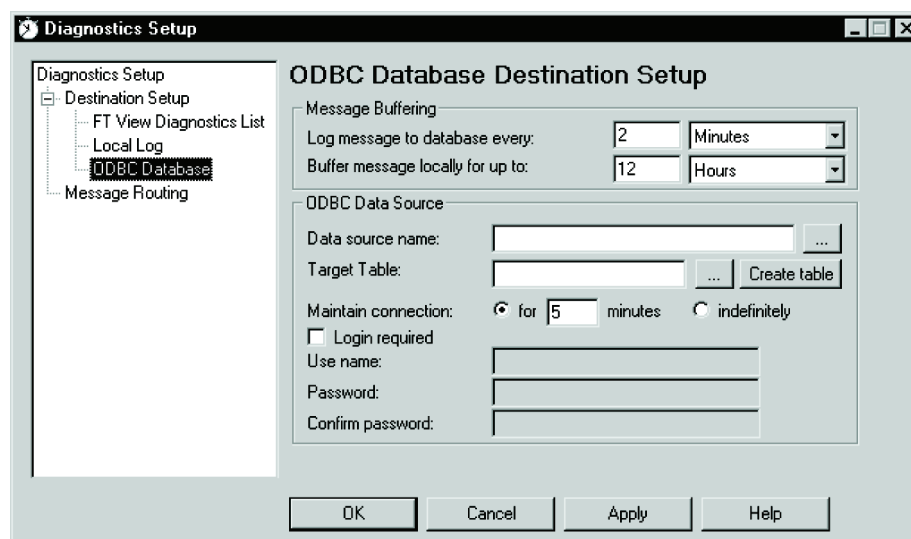 Diagnostics Setup
Diagnostics Setup
Destination Setup
FT View Diagnostics List
Local Log
ODBC Database
Message Routing
ODBC Database Destination Setup
Message Buffering
Log message to database every: 2 Minutes
Buffer message locally for up to: 12 Hours
ODBC Data Source
Data source name: ...
Target Table: ... Create table
Maintain connection: for 5 minutes indefinitely
Login required
Use name:
Password:
Confirm password:
OK Cancel Apply Help